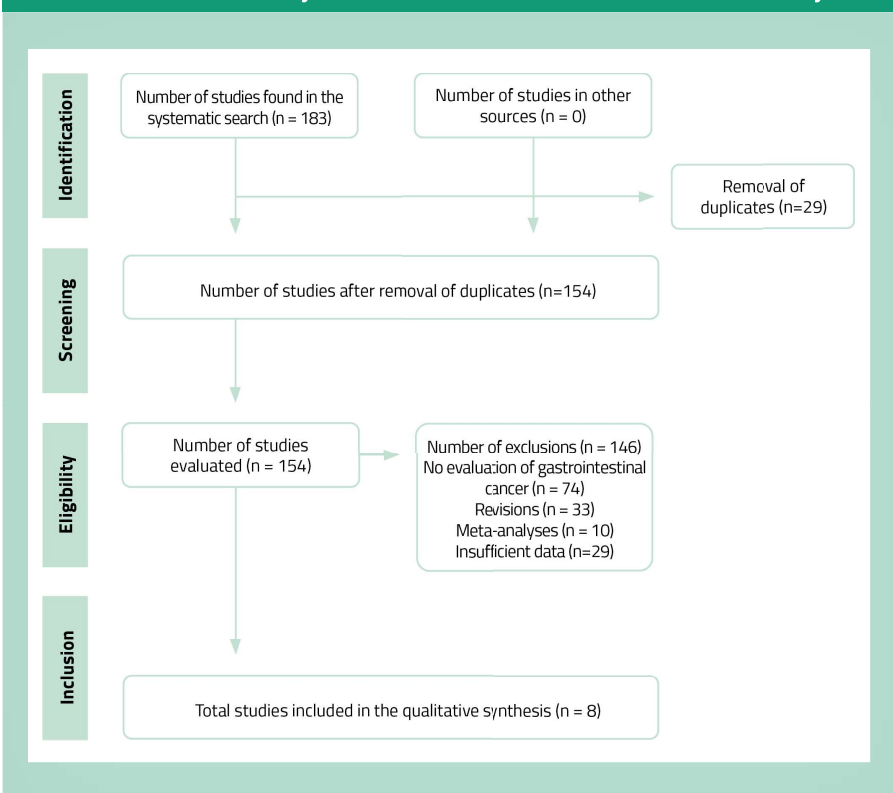 Identification
Number of studies found in the
systematic search (n = 183)
Number of studies in other
sources (n = 0)
Removal of
duplicates (n=29)
Screening
Number of studies after removal of duplicates (n=154)
Eligibility
Number of studies
evaluated (n = 154)
Number of exclusions (n = 146)
No evaluation of gastrointestinal
cancer (n = 74)
Revisions (n = 33)
Meta-analyses (n = 10)
Insufficient data (n=29)
Inclusion
Total studies included in the qualitative synthesis (n = 8)